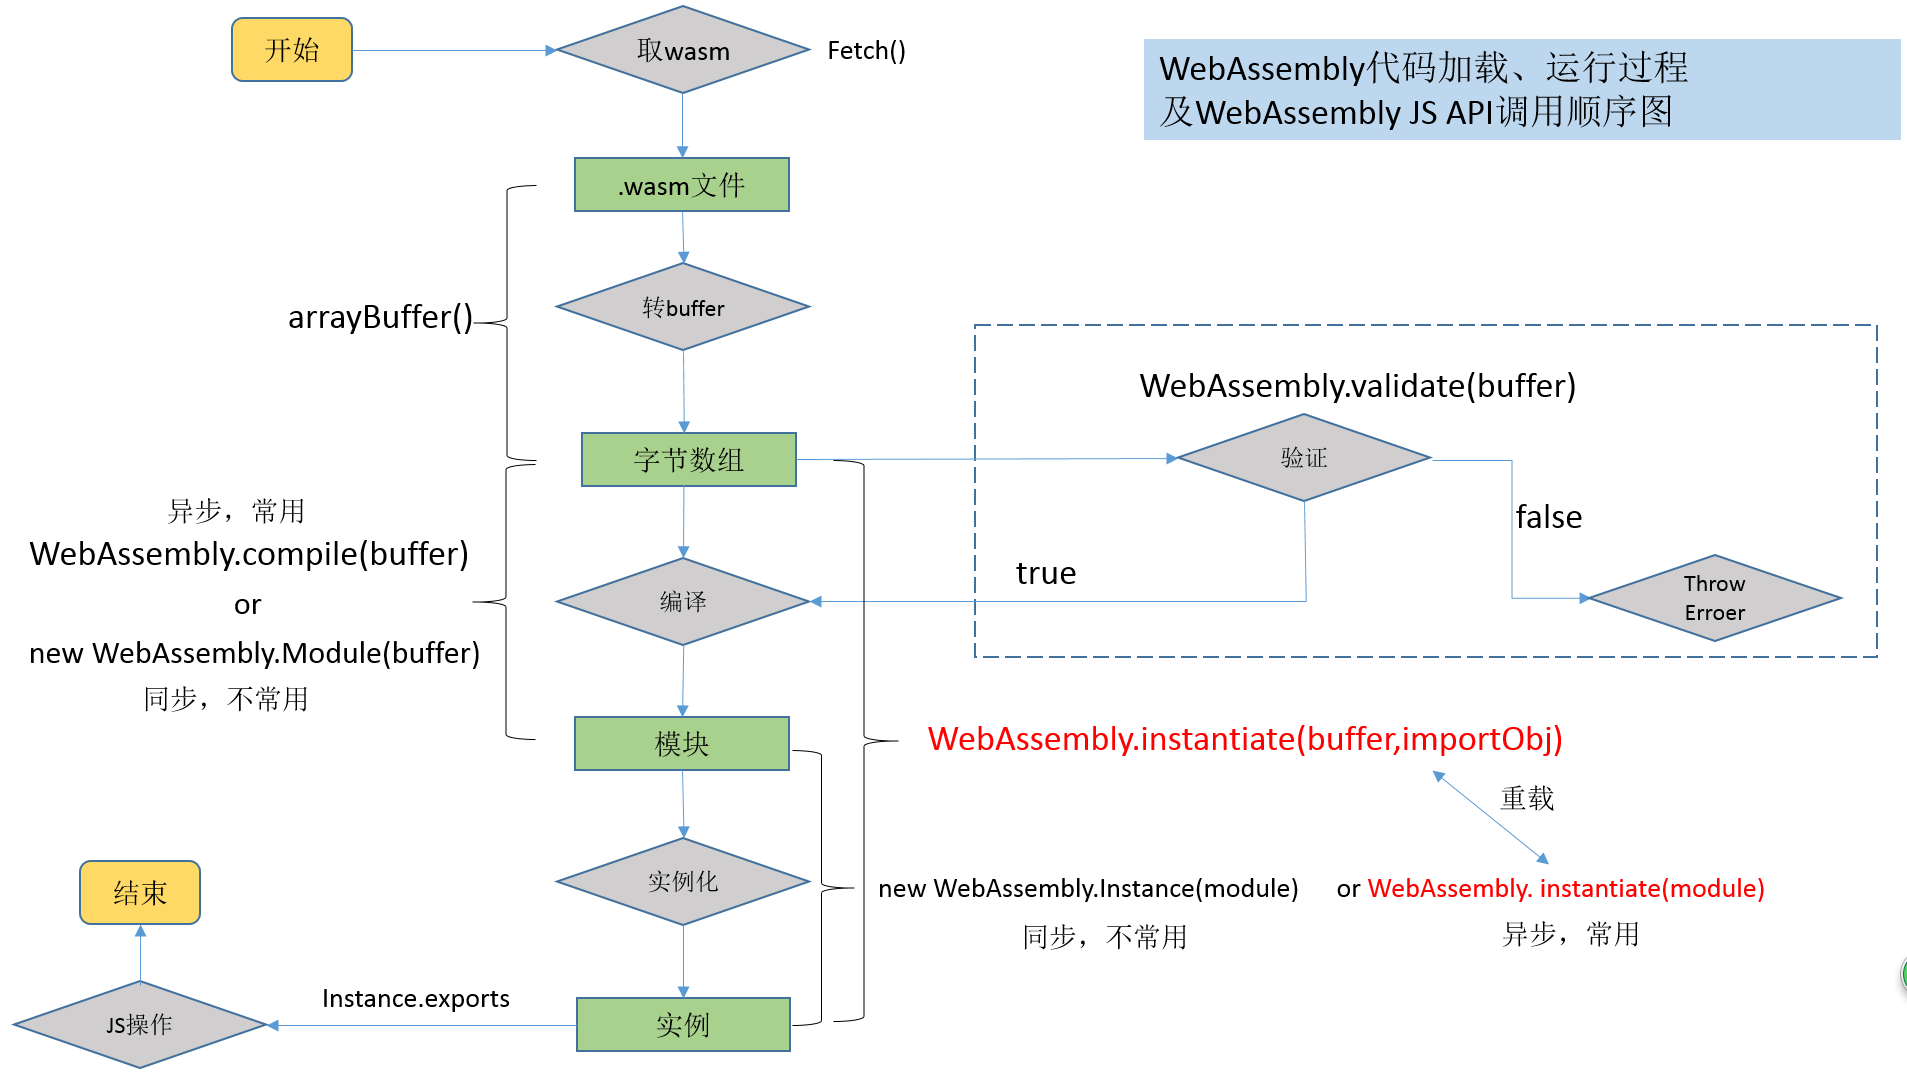 开始
取wasm
Fetch()
WebAssembly代码加载、运行过程
及WebAssembly JS API调用顺序图
.wasm文件
转buffer
arrayBuffer()
WebAssembly.validate(buffer)
字节数组
验证
false
异步，常用
WebAssembly.compile(buffer)
or
new WebAssembly.Module(buffer)
同步，不常用
编译
true
Throw
Erroer
模块
WebAssembly.instantiate(buffer,importObj)
重载
实例化
new WebAssembly.Instance(module)
同步，不常用
or WebAssembly. instantiate(module)
异步，常用
结束
JS操作
Instance.exports
实例